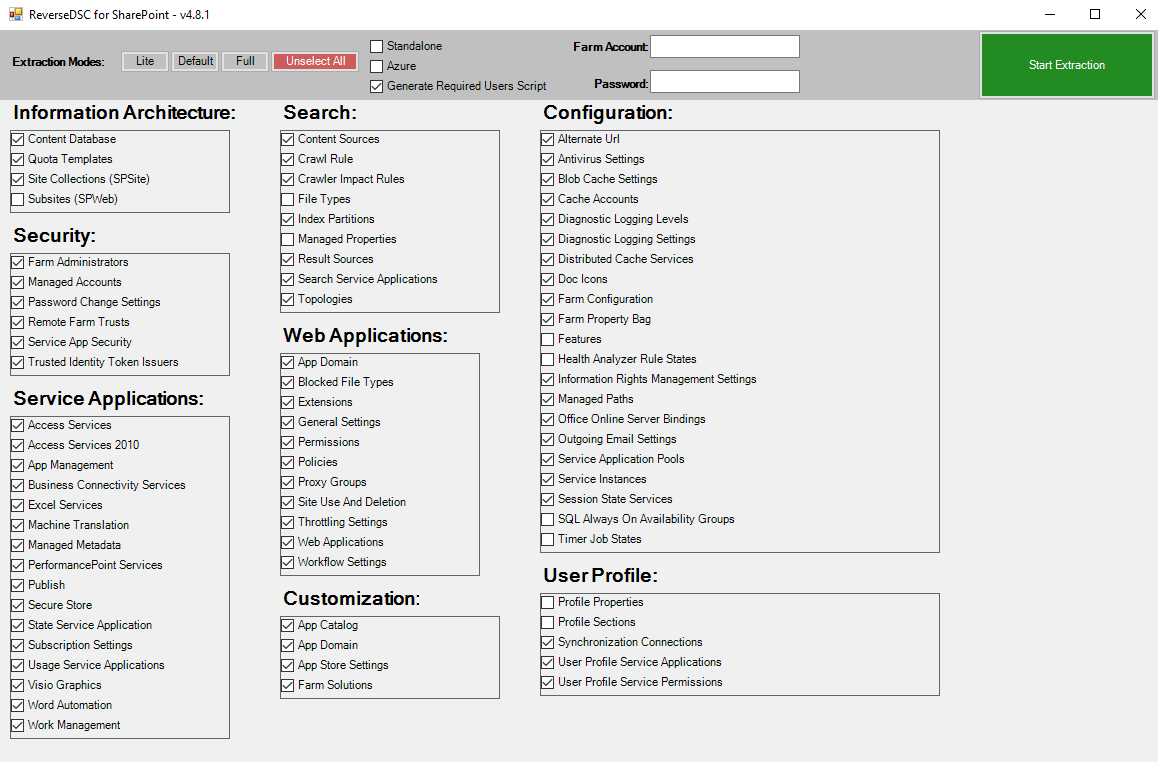 ReverseDSC for SharePoint - v4.8.1
Extraction Modes:
Lite
Default
Full
Unselect All
Standalone
Azure
Generate Required Users Script
Farm Account:
Password:
Start Extraction
Information Architecture:
Content Database
Quota Templates
Site Collections (SPSite)
Subsites (SPWeb)
Security:
Farm Administrators
Managed Accounts
Password Change Settings
Remote Farm Trusts
Service App Security
Trusted Identity Token Issuers
Service Applications:
Access Services
Access Services 2010
App Management
Business Connectivity Services
Excel Services
Machine Translation
Managed Metadata
PerformancePoint Services
Publish
Secure Store
State Service Application
Subscription Settings
Usage Service Applications
Visio Graphics
Word Automation
Work Management
Search:
Content Sources
Crawl Rule
Crawler Impact Rules
File Types
Index Partitions
Managed Properties
Result Sources
Search Service Applications
Topologies
Web Applications:
App Domain
Blocked File Types
Extensions
General Settings
Permissions
Policies
Proxy Groups
Site Use And Deletion
Throttling Settings
Web Applications
Workflow Settings
Customization:
App Catalog
App Domain
App Store Settings
Farm Solutions
Configuration:
Alternate Url
Antivirus Settings
Blob Cache Settings
Cache Accounts
Diagnostic Logging Levels
Diagnostic Logging Settings
Distributed Cache Services
Doc Icons
Farm Configuration
Farm Property Bag
Features
Health Analyzer Rule States
Information Rights Management Settings
Managed Paths
Office Online Server Bindings
Outgoing Email Settings
Service Application Pools
Service Instances
Session State Services
SQL Always On Availability Groups
Timer Job States
User Profile:
Profile Properties
Profile Sections
Synchronization Connections
User Profile Service Applications
User Profile Service Permissions